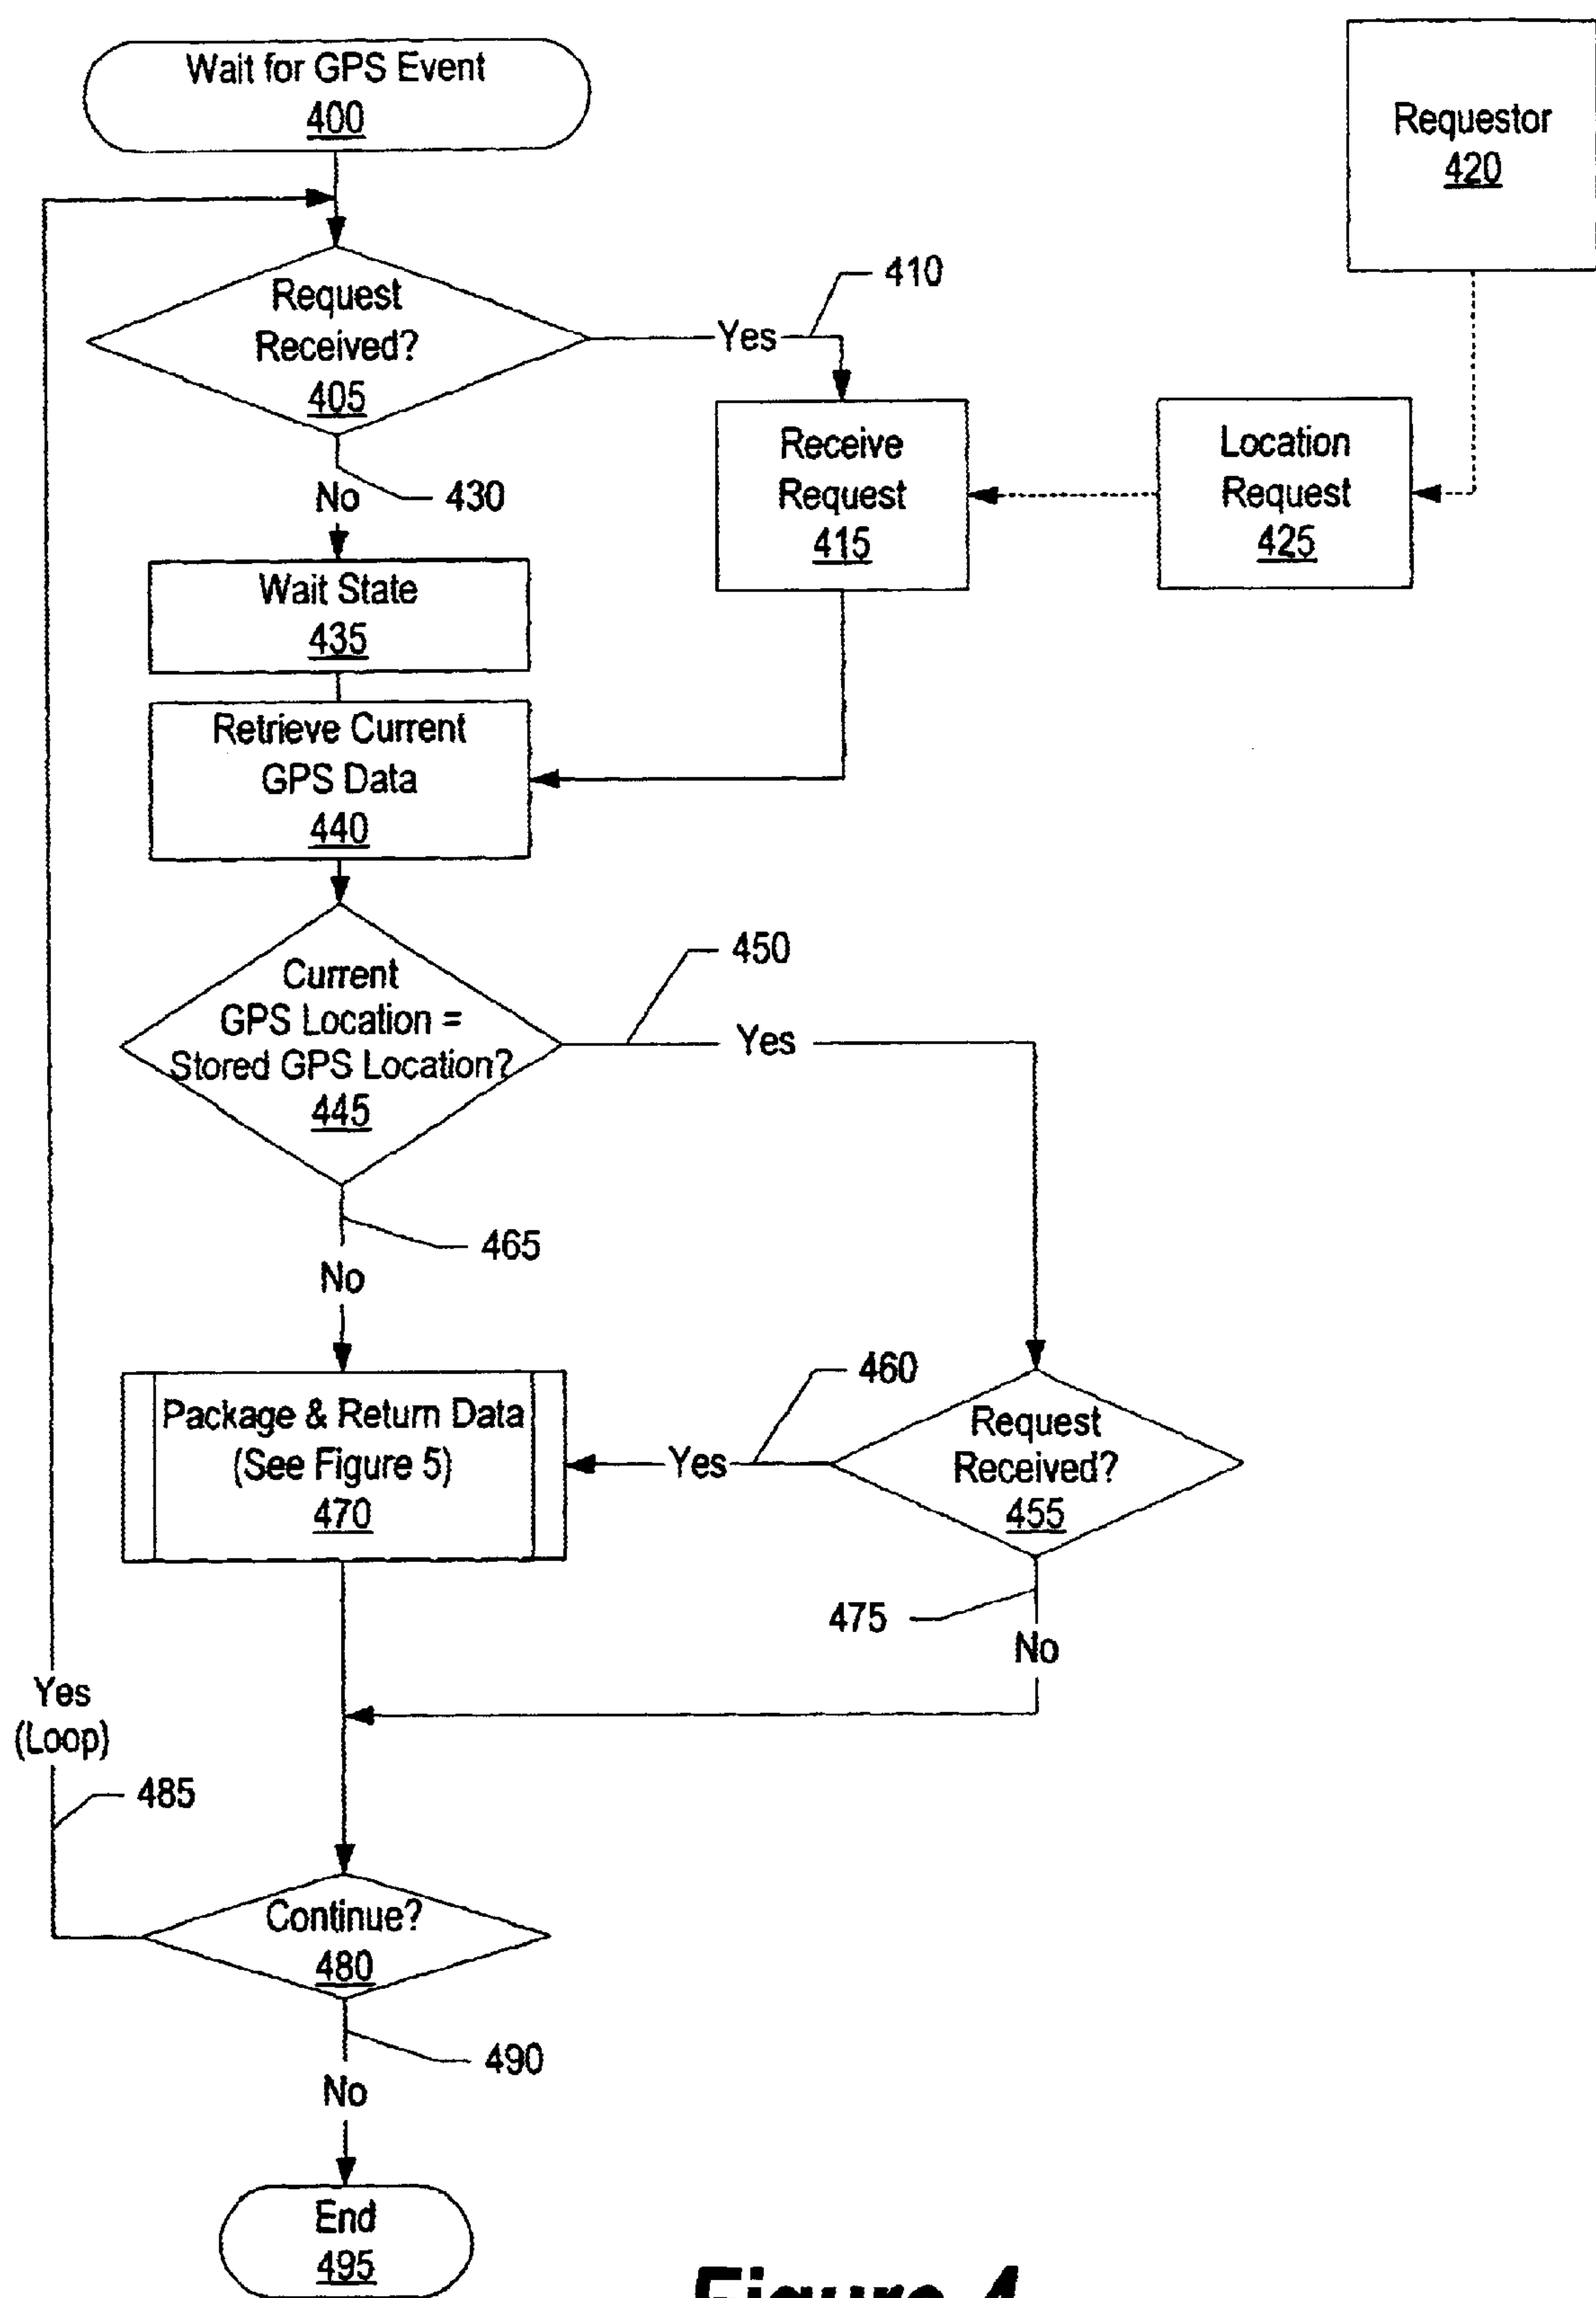 Wait for GPS Event
400
Requestor
420
Request
Received?
405
Yes
410
Receive
Request
415
Location
Request
425
No
430
Wait State
435
Retrieve Current
GPS Data
440
Current
GPS Location =
Stored GPS Location?
445
450
Yes
465
No
Package & Return Data
(See Figure 5)
470
460
Yes
Request
Received?
455
475
No
Yes
(Loop)
485
Continue?
480
490
No
End
495
Figure 4